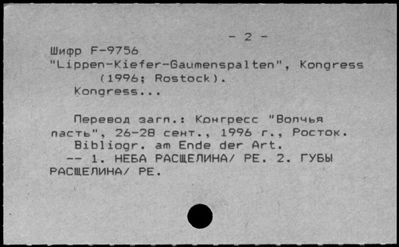 - 2 -
Шифр F-9756
"Lippen-Kiefer-Gaumenspalten", Kongress
(1996; Rostock).
Kongress...
Перевод загл.: Конгресс "Волчья
пасть", 26-28 сент., 1996 г., Росток.
Bibliogr. am Ende der Art.
-- 1. НЕБА РАСЩЕЛИНА/ РЕ. 2. ГУБЫ
РАСЩЕЛИНА/ РЕ.